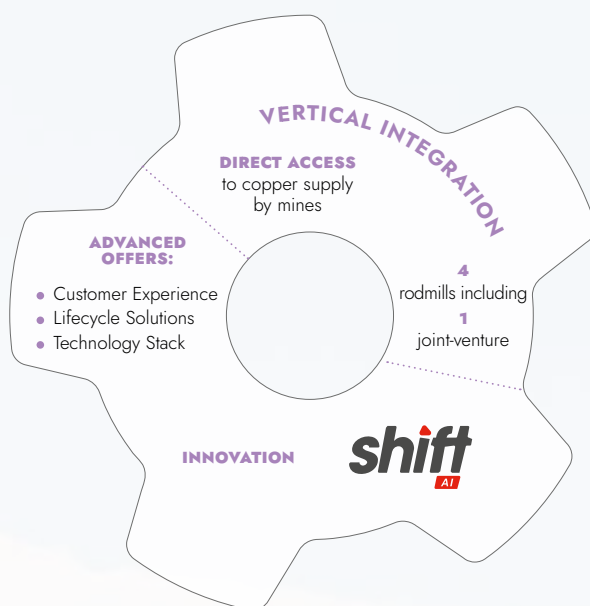 VERTICAL INTEGRATION
DIRECT ACCESS
to copper supply
by mines
ADVANCED
OFFERS:
• Customer Experience
• Lifecycle Solutions
• Technology Stack
4
rodmills including
1
joint-venture
INNOVATION
shift
AI